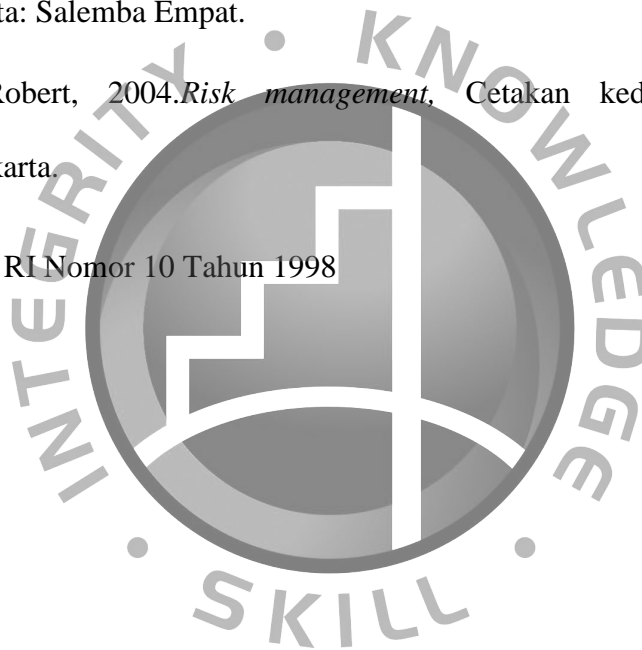 ta: Salemba Empat.
Robert, 2004.Risk management, Cetakan ked
karta.
RI Nomor 10 Tahun 1998
INTEGRITY • KNOWLEDGE • SKILL